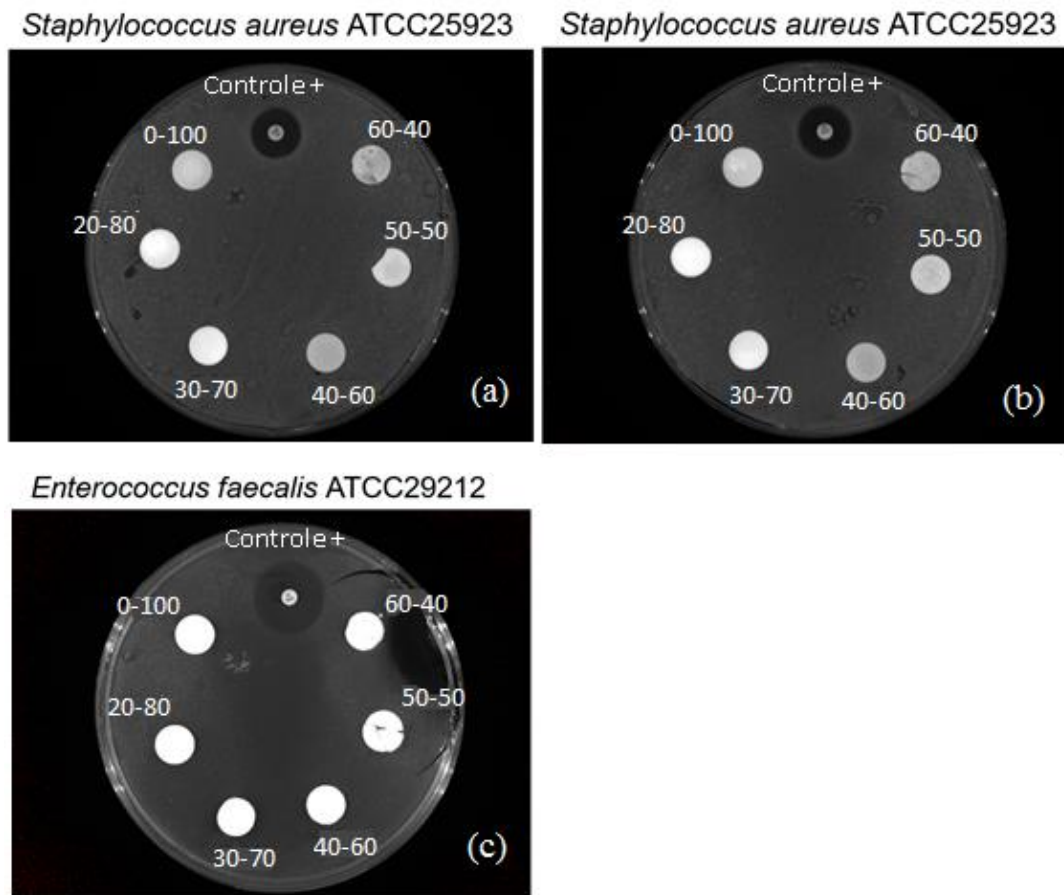 Staphylococcus aureus ATCC25923
Controle+
0-100
60-40
20-80
50-50
30-70
40-60
(a)
Staphylococcus aureus ATCC25923
Controle+
0-100
60-40
20-80
50-50
30-70
40-60
(b)
Enterococcus faecalis ATCC29212
Controle+
0-100
60-40
20-80
50-50
30-70
40-60
(c)